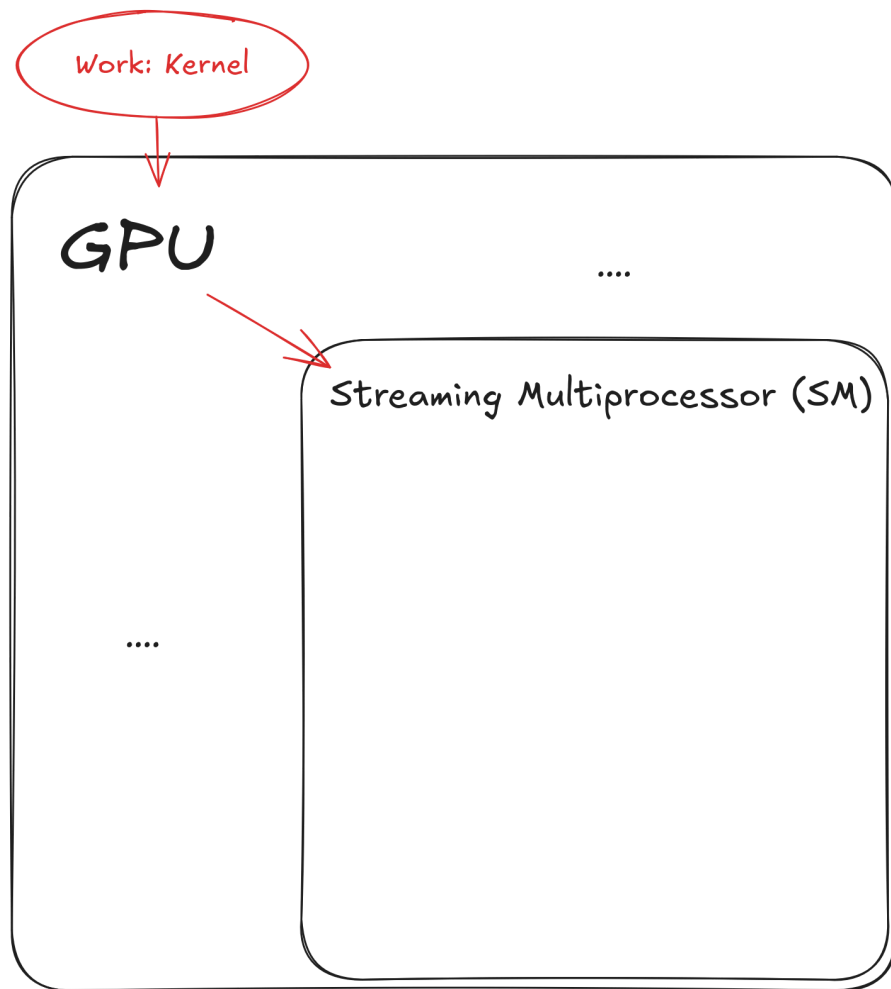 Work: Kernel
GPU
....
Streaming Multiprocessor (SM)
....